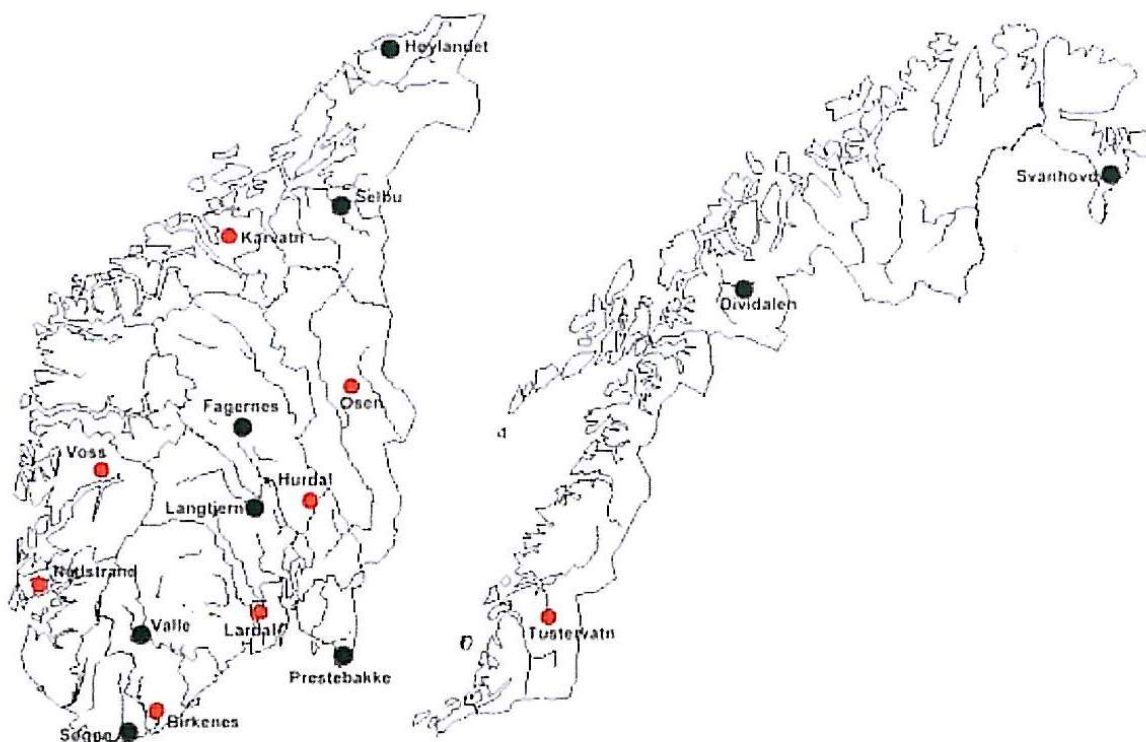 Høylandet
Selbu
Kårvatn
Svanhovd
Dividalen
Osen
Fagernes
Voss
Hurdal
Langtjern
Nedstrand
Valle
Lardal
Tustervatn
Prestebakke
Birkenes
Søgne